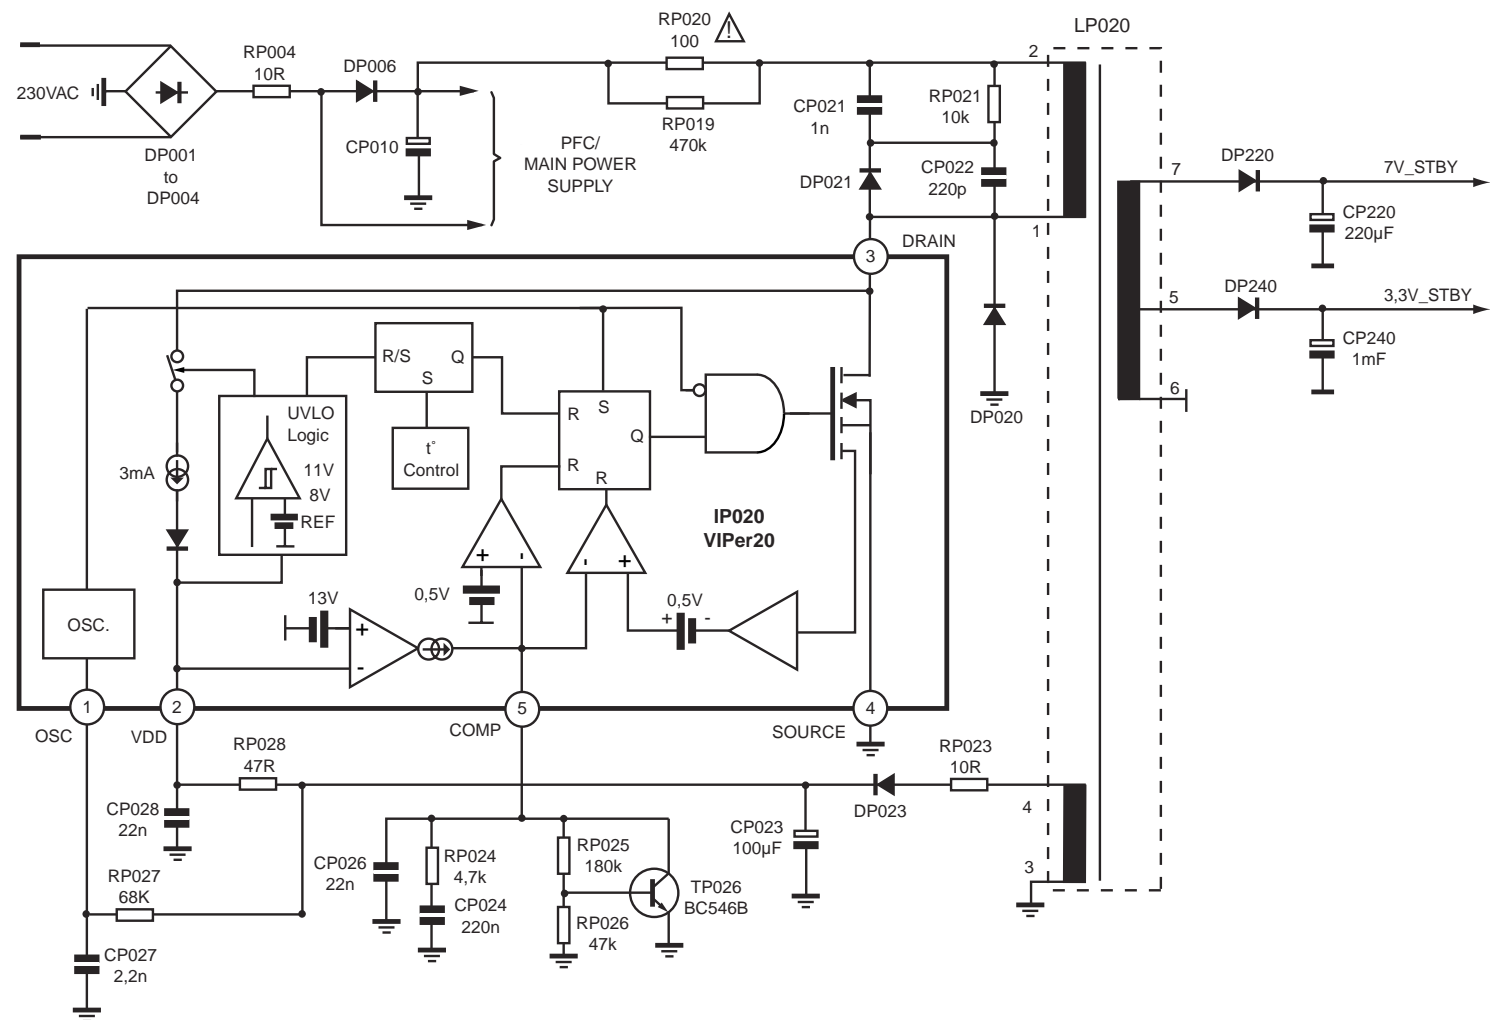 RP020
100
!
LP020
2
RP004
10R
DP006
230VAC
RP019
470k
CP021
1n
RP021
10k
CP010
PFC/
MAIN POWER
SUPPLY
DP001
to
DP004
DP021
CP022
220p
7
DP220
7V_STBY
CP220
220µF
1
3
DRAIN
5
DP240
3,3V_STBY
CP240
1mF
6
DP020
R/S
Q
S
UVLO
Logic
11V
8V
REF
t°
Control
R
S
Q
R
R
3mA
IP020
VIPer20
+
-
-
+
0,5V
0,5V
+
-
13V
+
-
OSC.
1
2
5
4
OSC
VDD
COMP
SOURCE
RP028
47R
RP023
10R
DP023
4
CP028
22n
CP023
100µF
3
RP027
68K
CP026
22n
RP024
4,7k
CP024
220n
RP025
180k
RP026
47k
TP026
BC546B
CP027
2,2n